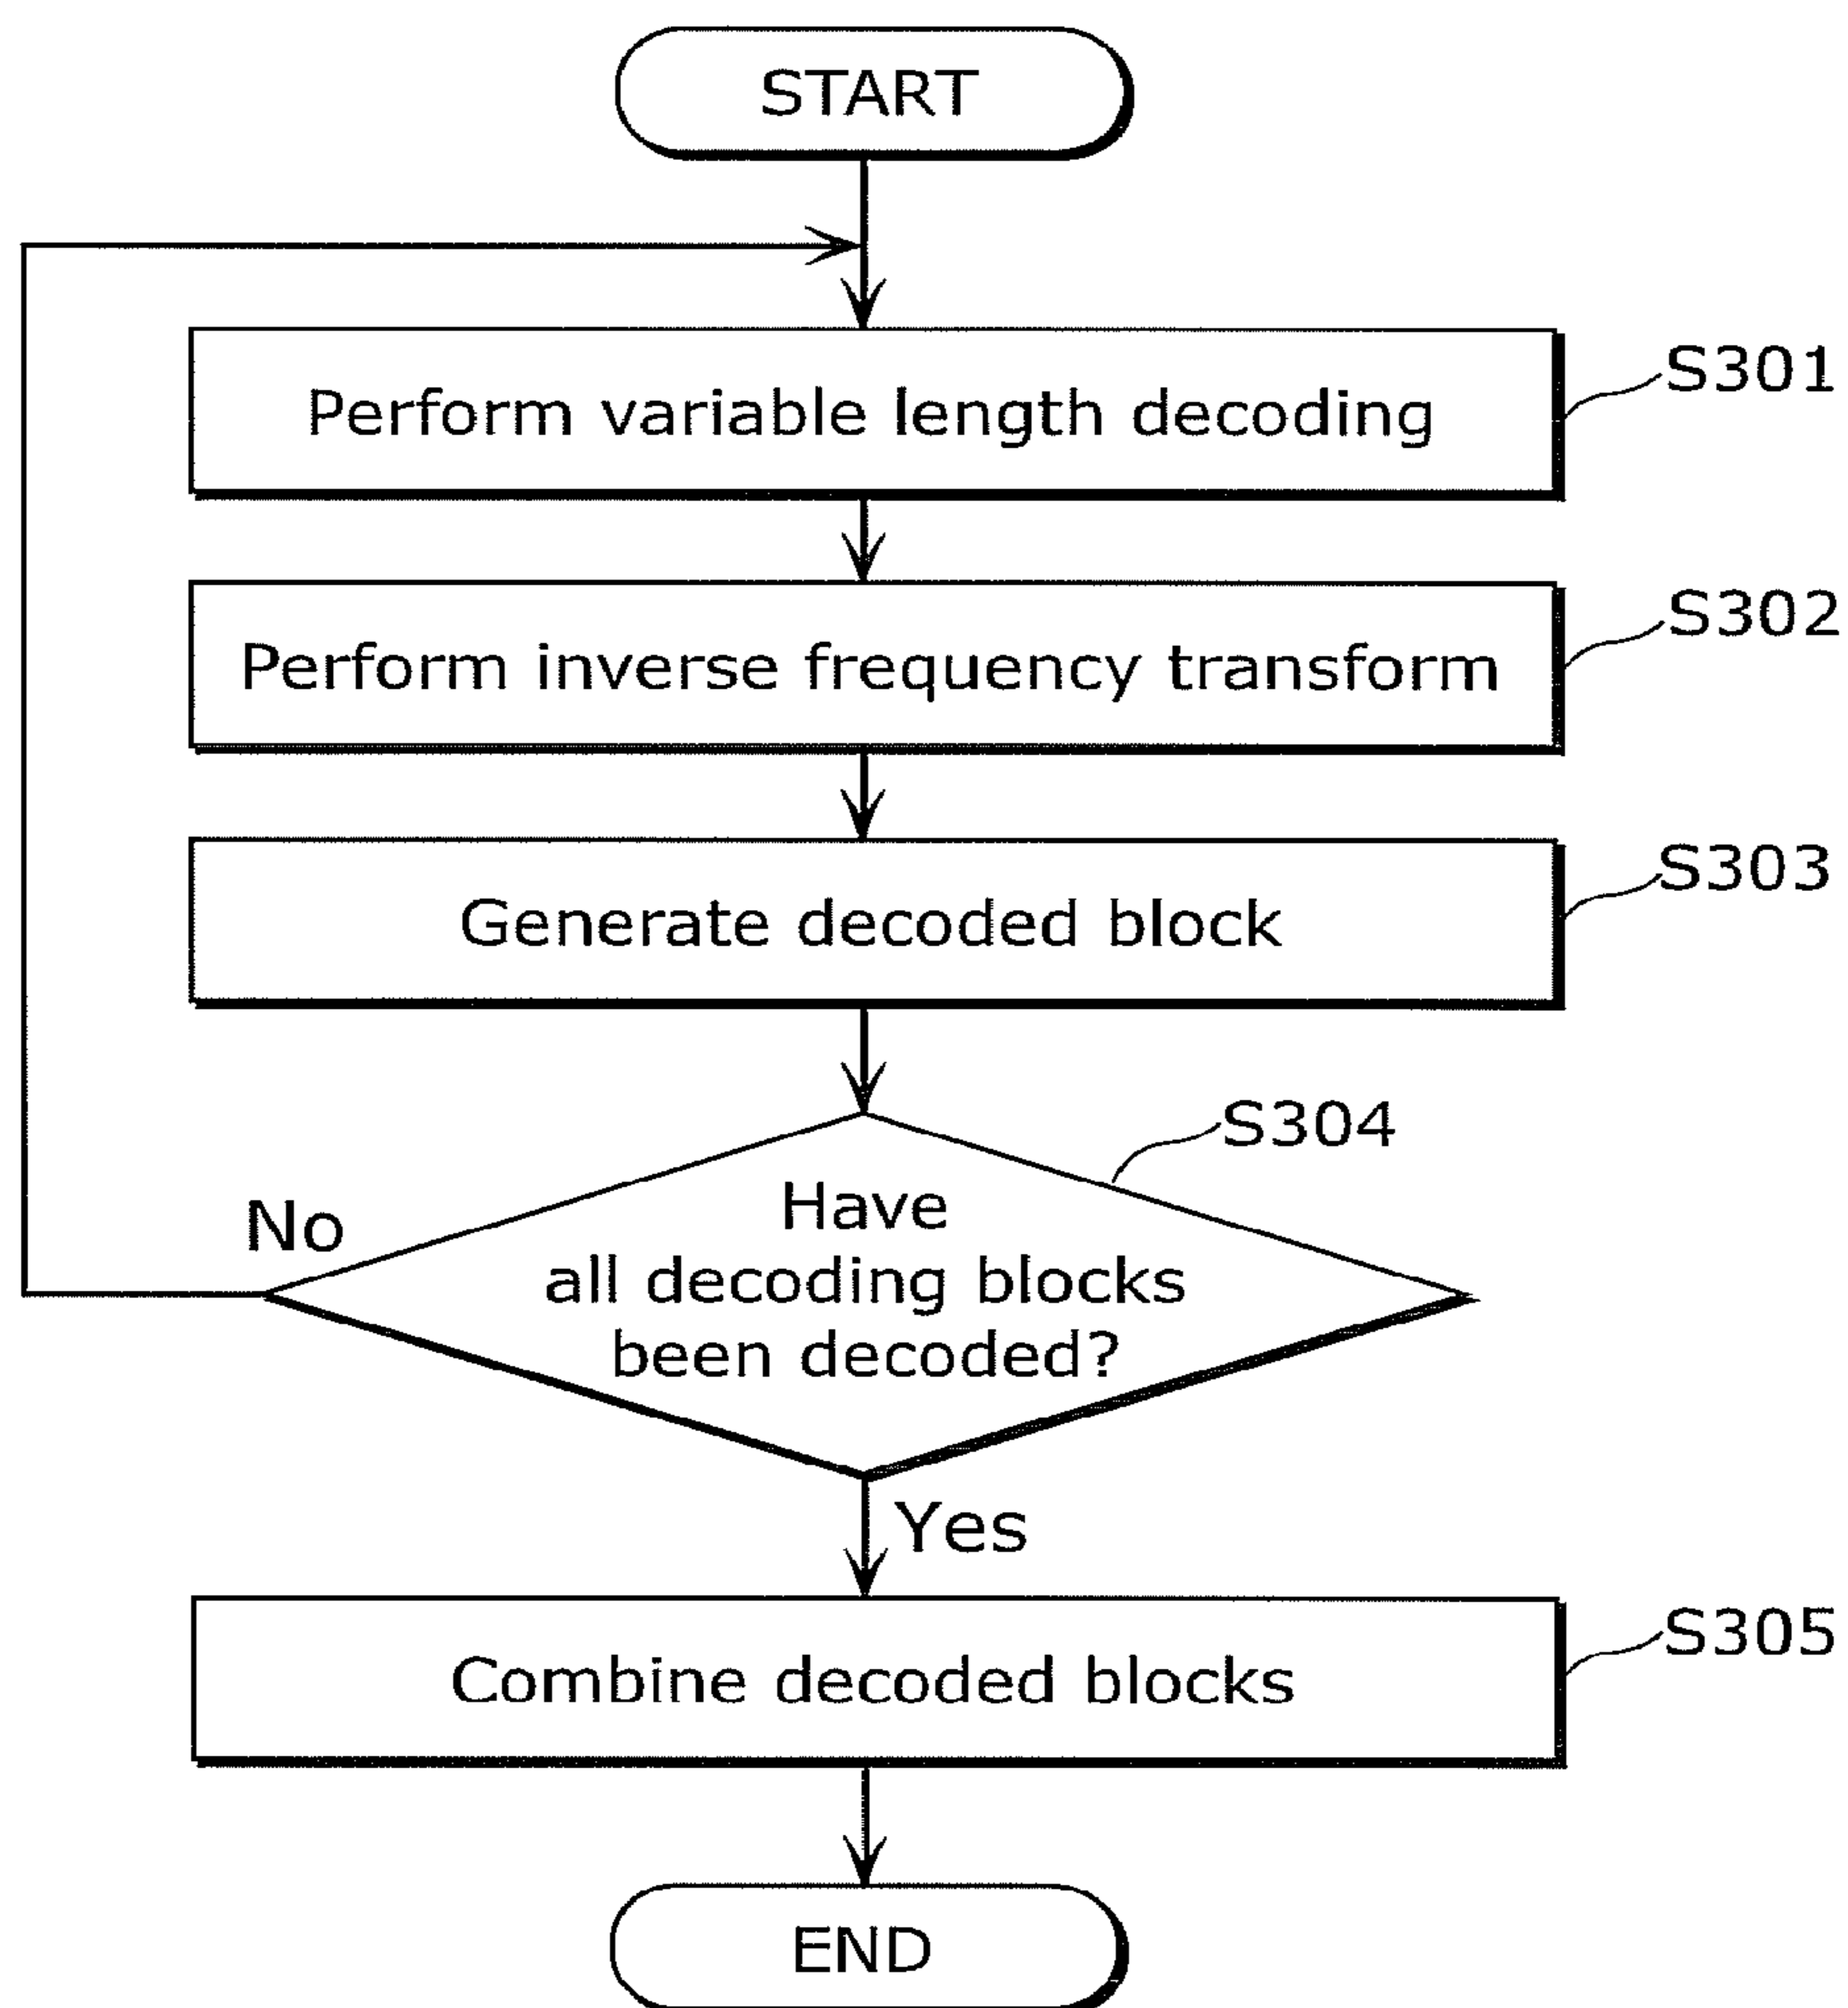 START
Perform variable length decoding
S301
Perform inverse frequency transform
S302
Generate decoded block
S303
S304
Have
all decoding blocks
been decoded?
No
Yes
Combine decoded blocks
S305
END